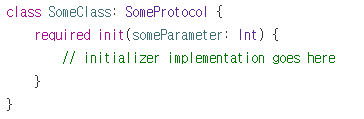 class SomeClass: SomeProtocol {
    required init(someParameter: Int) {
        // initializer implementation goes here
    }
}